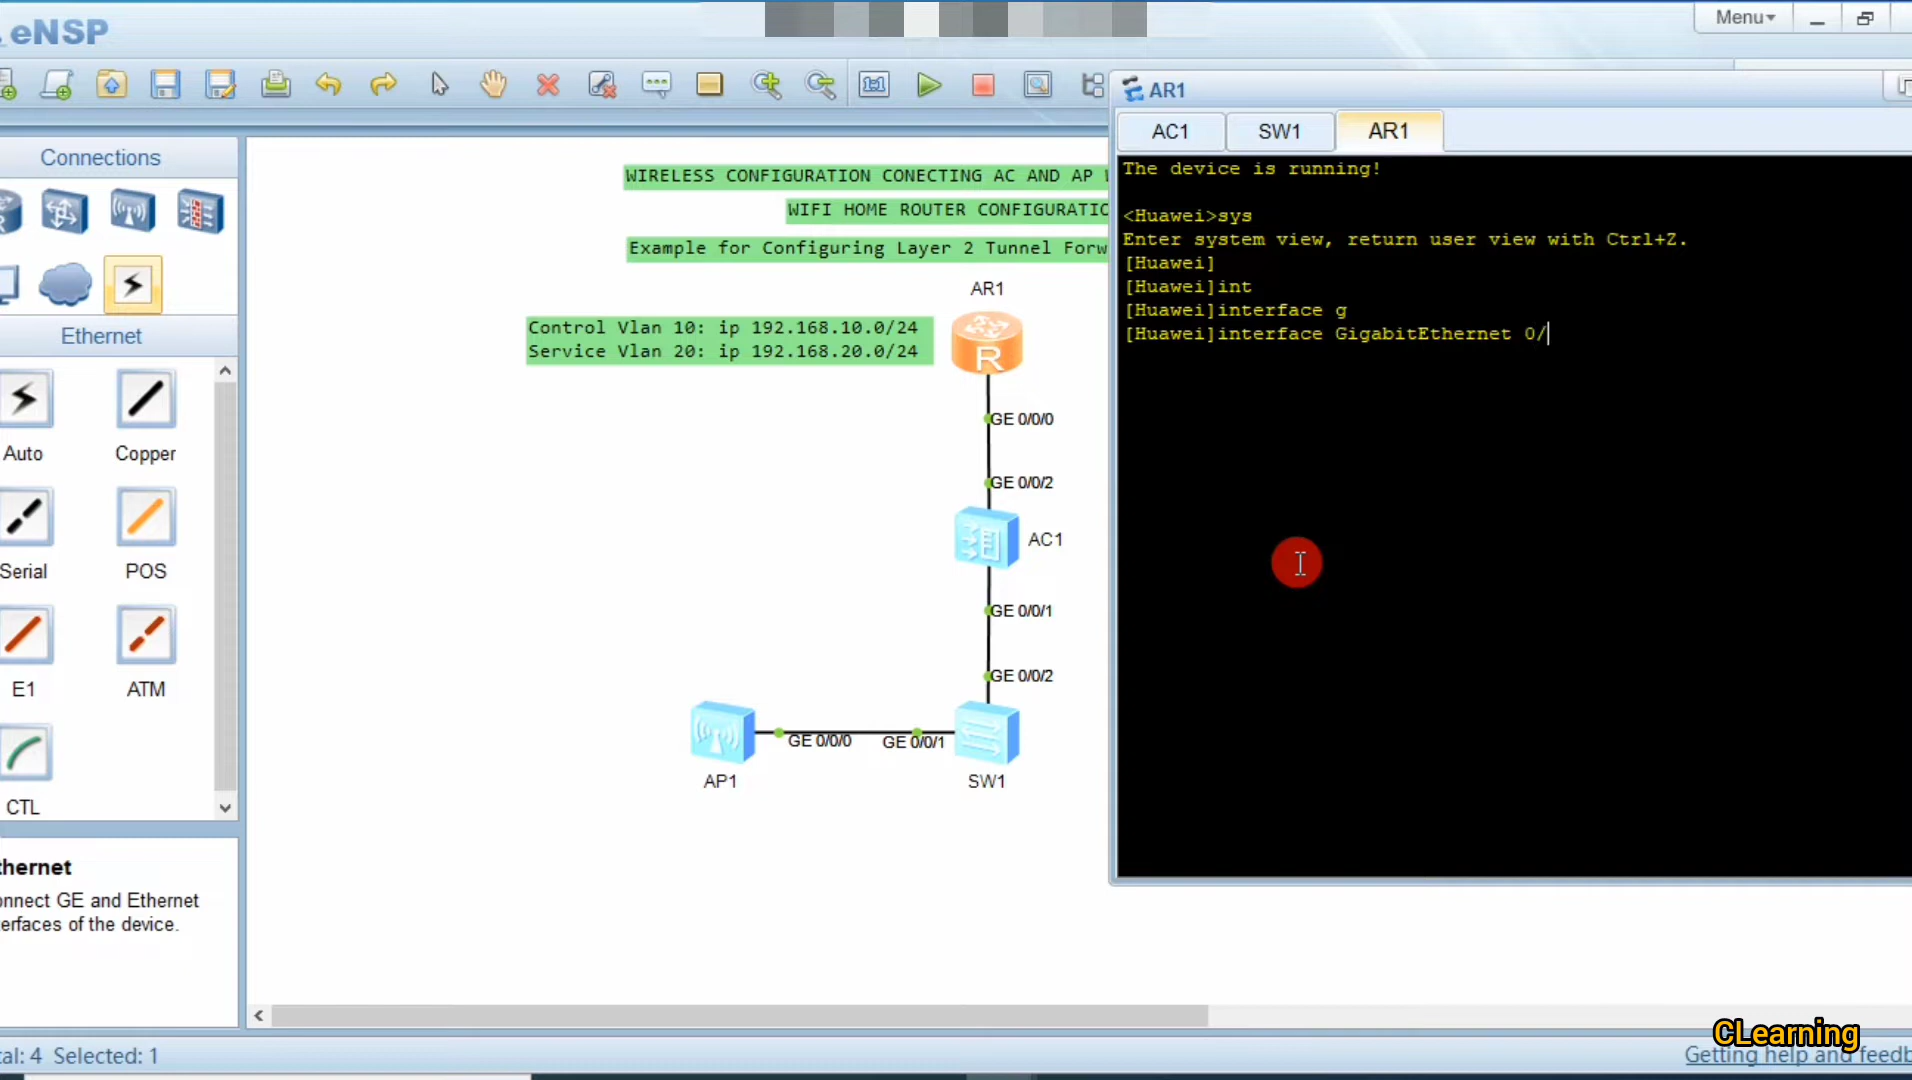 eNSP
Menu
AR1
AC1 SW1 AR1
Connections
The device is running!
<Huawei>sys
Enter system view, return user view with Ctrl+Z.
[Huawei]
[Huawei]int
[Huawei]interface g
[Huawei]interface GigabitEthernet 0/
WIRELESS CONFIGURATION CONECTING AC AND AP
WIFI HOME ROUTER CONFIGURATIO
Example for Configuring Layer 2 Tunnel Forw
AR1
Control Vlan 10: ip 192.168.10.0/24
Service Vlan 20: ip 192.168.20.0/24
R
GE 0/0/0
GE 0/0/2
AC1
GE 0/0/1
GE 0/0/2
GE 0/0/0
GE 0/0/1
AP1
SW1
Ethernet
Auto
Copper
Serial
POS
E1
ATM
CTL
thernet
onnect GE and Ethernet
erfaces of the device.
tal: 4 Selected: 1
CLearning
Getting help and feedb